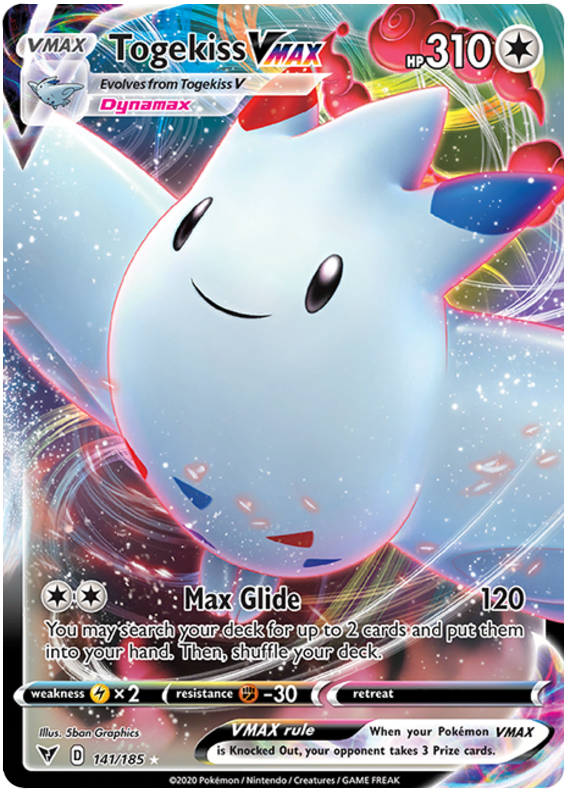 VMAX
Togekiss VMAX
HP 310
Evolves from Togekiss V
Dynamax
Max Glide 120
You may search your deck for up to 2 cards and put them
into your hand. Then, shuffle your deck.
weakness ×2 resistance -30 retreat
Illus. 5ban Graphics
VMAX rule When your Pokémon VMAX
is Knocked Out, your opponent takes 3 Prize cards.
D 141/185 ★
©2020 Pokémon / Nintendo / Creatures / GAME FREAK